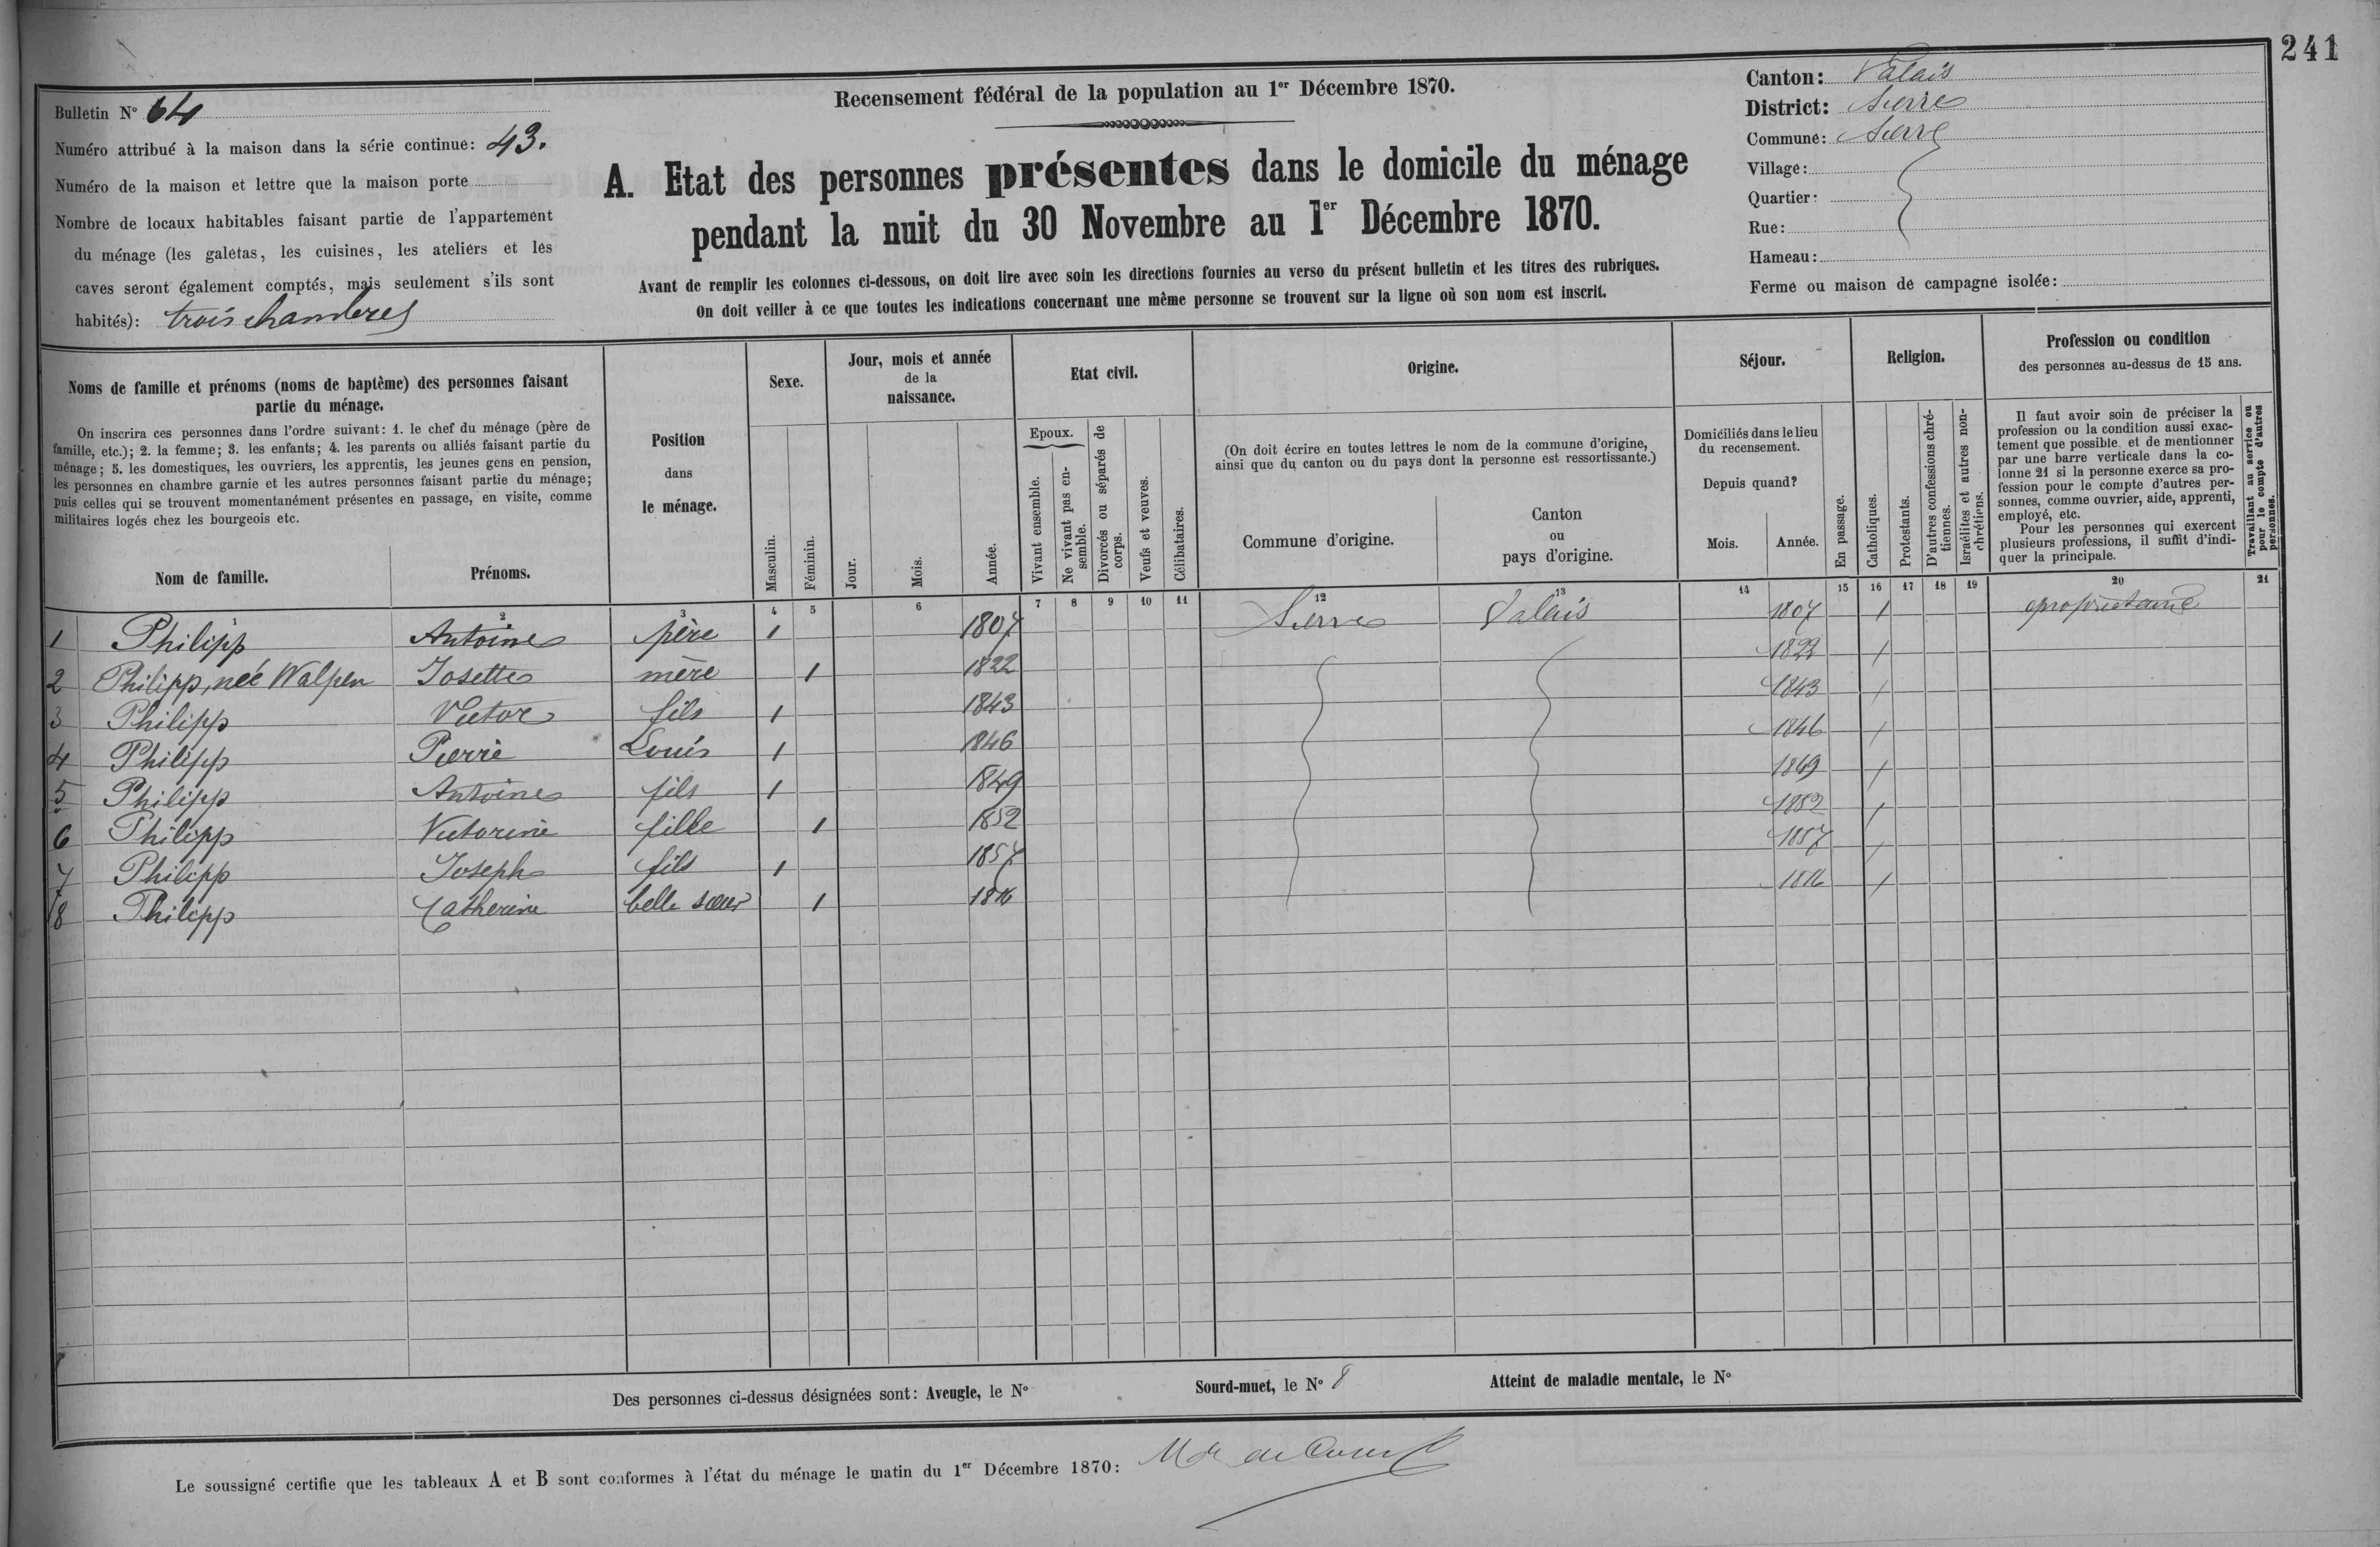 241
Bulletin N° 64
Numéro attribué à la maison dans la série continue: 43.
Numéro de la maison et lettre que la maison porte
Nombre de locaux habitables faisant partie de l'appartement
du ménage (les galetas, les cuisines, les ateliers et les
caves seront également comptés, mais seulement s'ils sont
habités): trois chambres
Recensement fédéral de la population au 1er Décembre 1870.
A. Etat des personnes présentes dans le domicile du ménage
pendant la nuit du 30 Novembre au 1er Décembre 1870.
Avant de remplir les colonnes ci-dessous, on doit lire avec soin les directions fournies au verso du présent bulletin et les titres des rubriques.
On doit veiller à ce que toutes les indications concernant une même personne se trouvent sur la ligne où son nom est inscrit.
Canton: Valais
District: Sierre
Commune: Sierre
Village:
Quartier:
Rue:
Hameau:
Ferme ou maison de campagne isolée:
Noms de famille et prénoms (noms de baptême) des personnes faisant
partie du ménage.
On inscrira ces personnes dans l'ordre suivant: 1. le chef du ménage (père de
famille, etc.); 2. la femme; 3. les enfants; 4. les parents ou alliés faisant partie du
ménage; 5. les domestiques, les ouvriers, les apprentis, les jeunes gens en pension,
les personnes en chambre garnie et les autres personnes faisant partie du ménage;
puis celles qui se trouvent momentanément présentes en passage, en visite, comme
militaires logés chez les bourgeois etc.
Nom de famille. Prénoms.
Position
dans
le ménage.
Sexe.
Masculin. Féminin.
Jour, mois et année
de la
naissance.
Jour. Mois. Année.
Etat civil.
Epoux.
Vivant ensemble.
Ne vivant pas en-
semble.
Divorcés ou séparés de
corps.
Veufs et veuves.
Célibataires.
Origine.
(On doit écrire en toutes lettres le nom de la commune d'origine,
ainsi que du canton ou du pays dont la personne est ressortissante.)
Commune d'origine.
Canton
ou
pays d'origine.
Séjour.
Domiciliés dans le lieu
du recensement.
Depuis quand?
Mois. Année.
En passage.
Religion.
Catholiques.
Protestants.
D'autres confessions chré-
tiennes.
Israélites et autres non-
chrétiens.
Profession ou condition
des personnes au-dessus de 15 ans.
Il faut avoir soin de préciser la
profession ou la condition aussi exac-
tement que possible et de mentionner
par une barre verticale dans la co-
lonne 21 si la personne exerce sa pro-
fession pour le compte d'autres per-
sonnes, comme ouvrier, aide, apprenti,
employé, etc.
Pour les personnes qui exercent
plusieurs professions, il suffit d'indi-
quer la principale.
Travaillant au service ou
pour le compte d'autres
personnes.
1 2 3 4 5 6 7 8 9 10 11 12 13 14 15 16 17 18 19 20 21
1 Philipp Antoine père 1 1807 Sierre Valais 1807 1 propriétaire
2 Philipp, née Walpen Josette mère 1 1822 1822 1
3 Philipp Victor fils 1 1843 1843 1
4 Philipp Pierre Louis 1 1846 1846 1
5 Philipp Antoine fils 1 1849 1849 1
6 Philipp Victorine fille 1 1852 1852 1
7 Philipp Joseph fils 1 1857 1857 1
8 Philipp Catherine belle sœur 1 1816 1816 1
Des personnes ci-dessus désignées sont: Aveugle, le N° Sourd-muet, le N° 8 Atteint de maladie mentale, le N°
Le soussigné certifie que les tableaux A et B sont conformes à l'état du ménage le matin du 1er Décembre 1870: